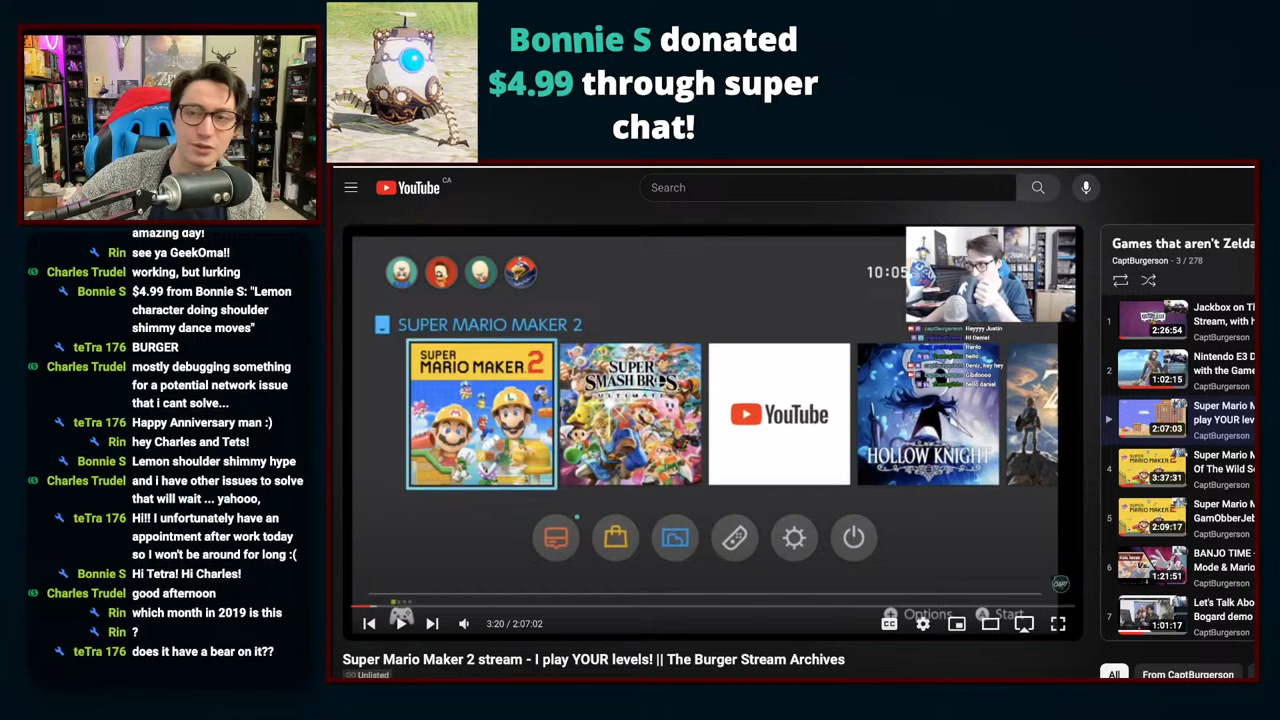 Bonnie S donated
$4.99 through super
chat!
amazing day!
Rin see ya GeekOma!!
Charles Trudel working, but lurking
Bonnie S $4.99 from Bonnie S: "Lemon
character doing shoulder
shimmy dance moves"
teTra 176 BURGER
Charles Trudel mostly debugging something
for a potential network issue
that i cant solve...
teTra 176 Happy Anniversary man :)
Rin hey Charles and Tets!
Bonnie S Lemon shoulder shimmy hype
Charles Trudel and i have other issues to solve
that will wait ... yahooo,
teTra 176 Hi!! I unfortunately have an
appointment after work today
so I won't be around for long :(
Bonnie S Hi Tetra! Hi Charles!
Charles Trudel good afternoon
Rin which month in 2019 is this
Rin ?
teTra 176 does it have a bear on it??
YouTube CA
Search
10:05
SUPER MARIO MAKER 2
captBurgerson Heyyyy Justin
Hi Daniel
hello
hello daniel
SUPER MARIO MAKER 2
SUPER SMASH BROS. ULTIMATE
YouTube
HOLLOW KNIGHT
Options
Start
3:20 / 2:07:02
CC
Super Mario Maker 2 stream - I play YOUR levels! || The Burger Stream Archives
Unlisted
Games that aren't Zelda
CaptBurgerson - 3 / 278
1
2:26:54
Jackbox on Th
Stream, with h
2
1:02:15
Nintendo E3 D
with the Game
CaptBurgerson
2:07:03
Super Mario M
play YOUR lev
CaptBurgerson
4
3:37:31
Super Mario M
Of The Wild S
CaptBurgerson
5
2:09:17
Super Mario M
GamObberJeb
CaptBurgerson
6
1:21:51
BANJO TIME -
Mode & Mario
CaptBurgerson
7
1:01:17
Let's Talk Abo
Bogard demo
CaptBurgerson
All
From CaptBurgerson